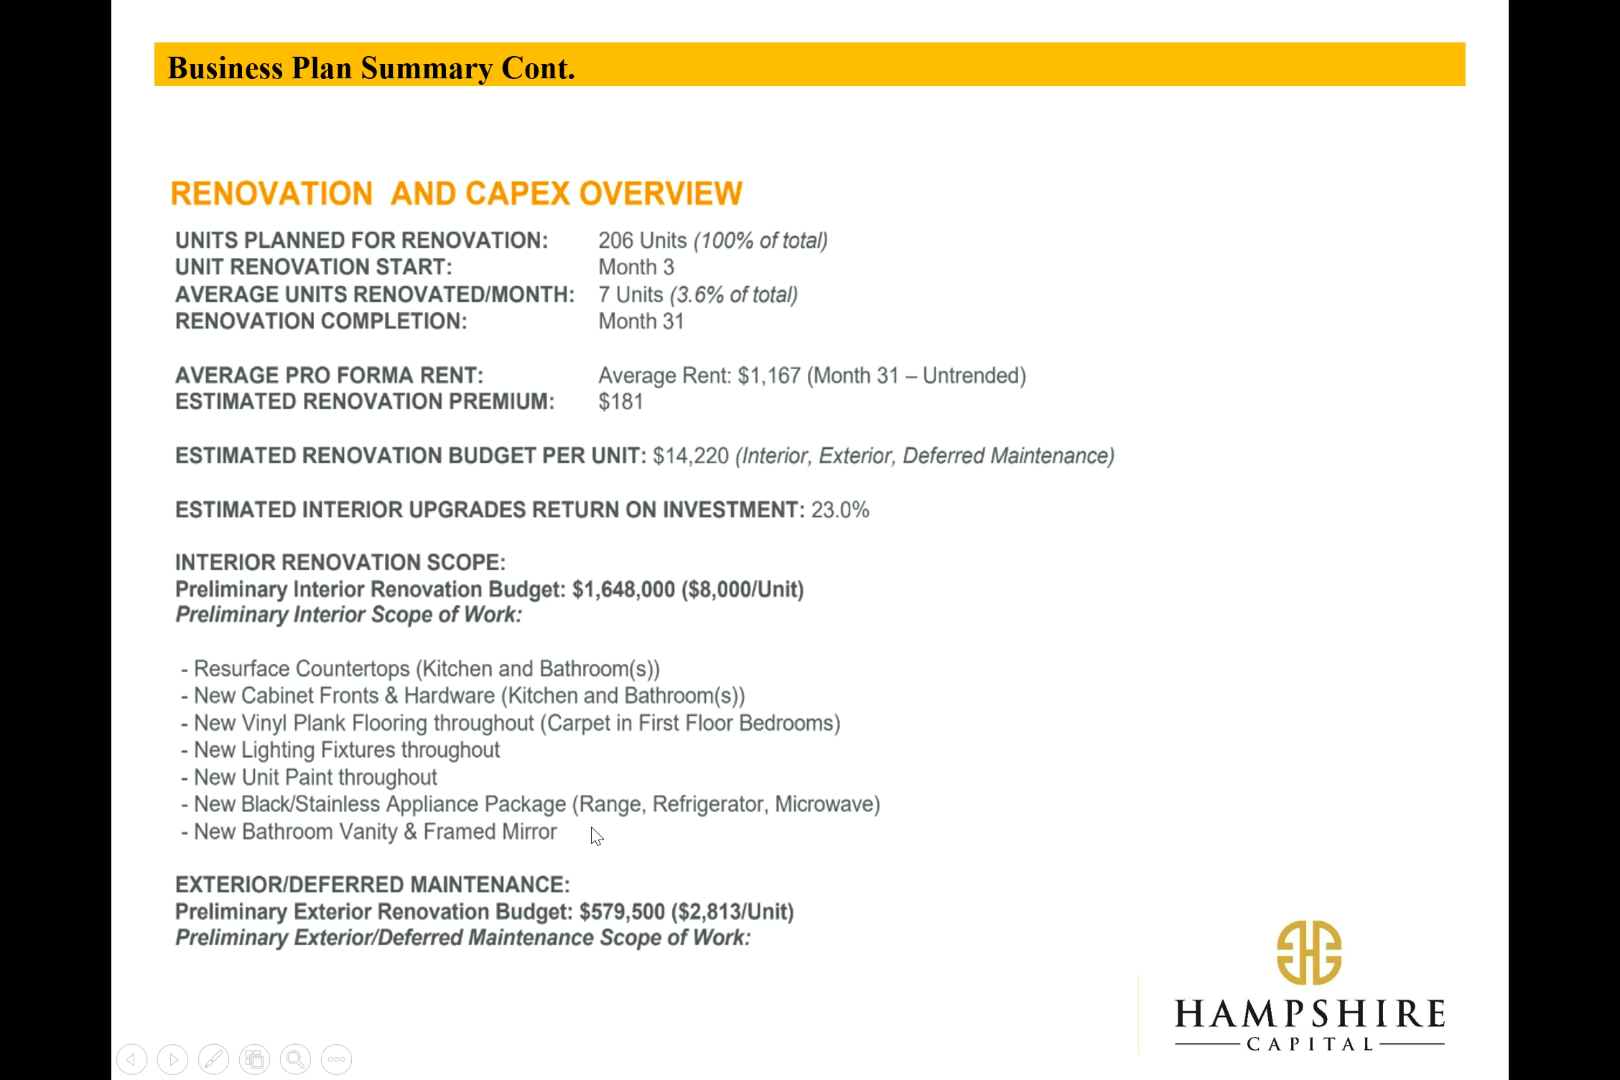 Business Plan Summary Cont.
RENOVATION AND CAPEX OVERVIEW
UNITS PLANNED FOR RENOVATION: 206 Units (100% of total)
UNIT RENOVATION START: Month 3
AVERAGE UNITS RENOVATED/MONTH: 7 Units (3.6% of total)
RENOVATION COMPLETION: Month 31
AVERAGE PRO FORMA RENT: Average Rent: $1,167 (Month 31 – Untrended)
ESTIMATED RENOVATION PREMIUM: $181
ESTIMATED RENOVATION BUDGET PER UNIT: $14,220 (Interior, Exterior, Deferred Maintenance)
ESTIMATED INTERIOR UPGRADES RETURN ON INVESTMENT: 23.0%
INTERIOR RENOVATION SCOPE:
Preliminary Interior Renovation Budget: $1,648,000 ($8,000/Unit)
Preliminary Interior Scope of Work:
- Resurface Countertops (Kitchen and Bathroom(s))
- New Cabinet Fronts & Hardware (Kitchen and Bathroom(s))
- New Vinyl Plank Flooring throughout (Carpet in First Floor Bedrooms)
- New Lighting Fixtures throughout
- New Unit Paint throughout
- New Black/Stainless Appliance Package (Range, Refrigerator, Microwave)
- New Bathroom Vanity & Framed Mirror
EXTERIOR/DEFERRED MAINTENANCE:
Preliminary Exterior Renovation Budget: $579,500 ($2,813/Unit)
Preliminary Exterior/Deferred Maintenance Scope of Work:
HAMPSHIRE
CAPITAL